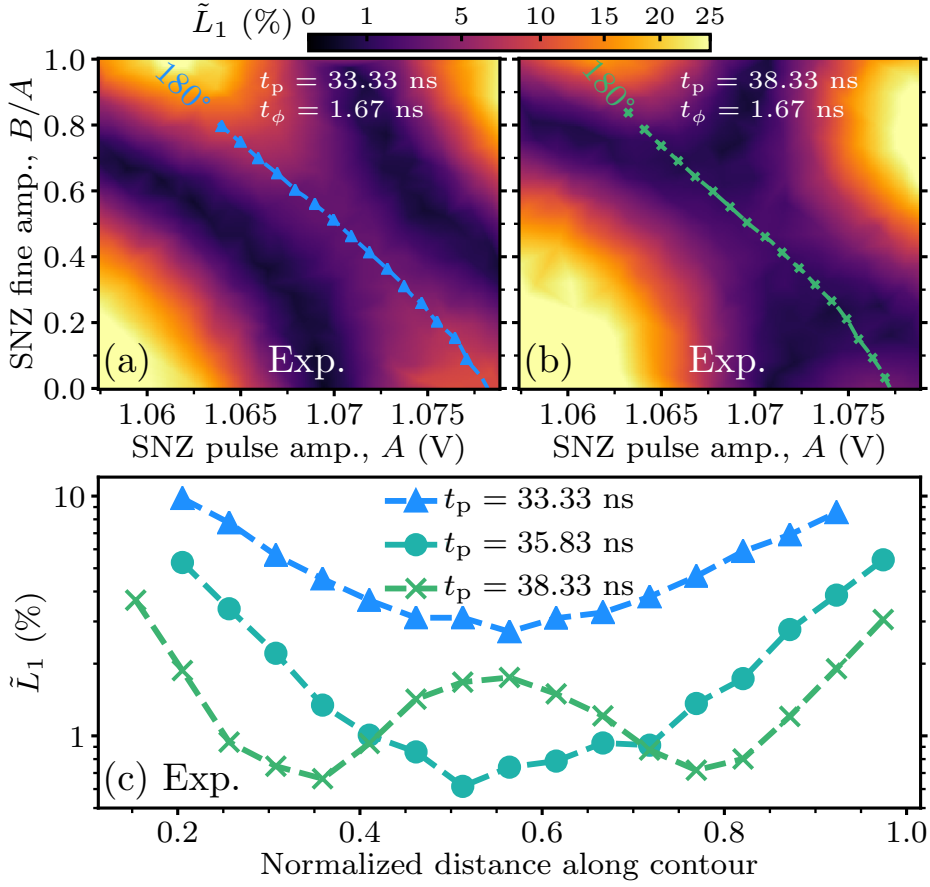 L̃₁ (%)
0 1 5 10 15 20 25
SNZ fine amp., B/A
1.0
0.8
0.6
0.4
0.2
0.0
180°
tₚ = 33.33 ns
t_ϕ = 1.67 ns
(a) Exp.
1.06 1.065 1.07 1.075
SNZ pulse amp., A (V)
180°
tₚ = 38.33 ns
t_ϕ = 1.67 ns
(b) Exp.
1.06 1.065 1.07 1.075
SNZ pulse amp., A (V)
L̃₁ (%)
10
1
tₚ = 33.33 ns
tₚ = 35.83 ns
tₚ = 38.33 ns
(c) Exp.
0.2 0.4 0.6 0.8 1.0
Normalized distance along contour